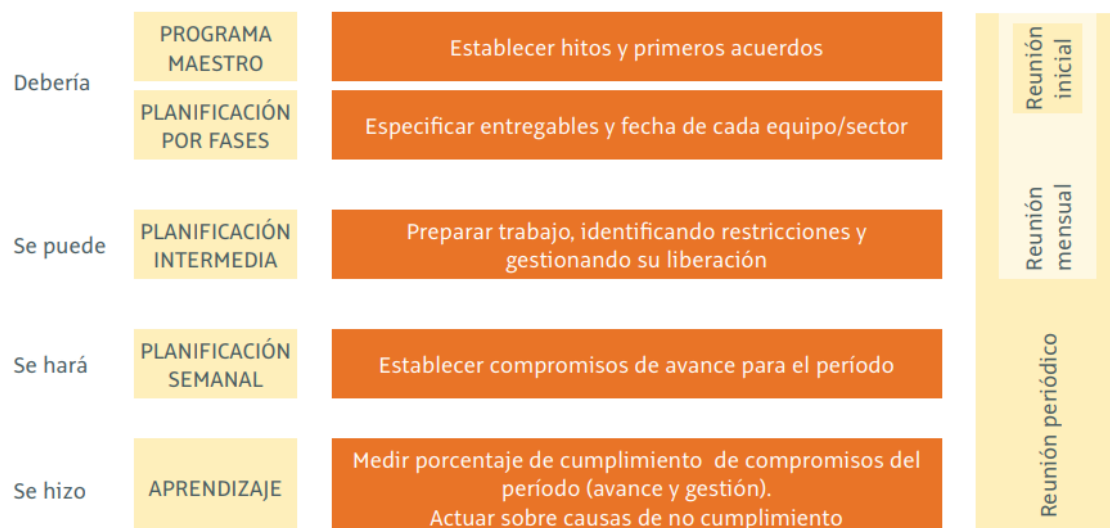 Debería
PROGRAMA
MAESTRO
Establecer hitos y primeros acuerdos
PLANIFICACIÓN
POR FASES
Especificar entregables y fecha de cada equipo/sector
Se puede
PLANIFICACIÓN
INTERMEDIA
Preparar trabajo, identificando restricciones y
gestionando su liberación
Se hará
PLANIFICACIÓN
SEMANAL
Establecer compromisos de avance para el período
Se hizo
APRENDIZAJE
Medir porcentaje de cumplimiento de compromisos del
período (avance y gestión).
Actuar sobre causas de no cumplimiento
Reunión
inicial
Reunión
mensual
Reunión periódico